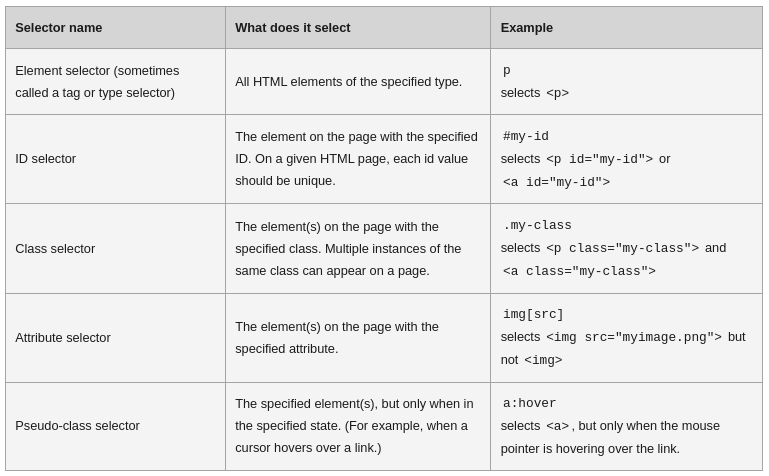 Selector name
What does it select
Example
Element selector (sometimes
called a tag or type selector)
All HTML elements of the specified type.
p
selects <p>
ID selector
The element on the page with the specified
ID. On a given HTML page, each id value
should be unique.
#my-id
selects <p id="my-id"> or
<a id="my-id">
Class selector
The element(s) on the page with the
specified class. Multiple instances of the
same class can appear on a page.
.my-class
selects <p class="my-class"> and
<a class="my-class">
Attribute selector
The element(s) on the page with the
specified attribute.
img[src]
selects <img src="myimage.png"> but
not <img>
Pseudo-class selector
The specified element(s), but only when in
the specified state. (For example, when a
cursor hovers over a link.)
a:hover
selects <a>, but only when the mouse
pointer is hovering over the link.